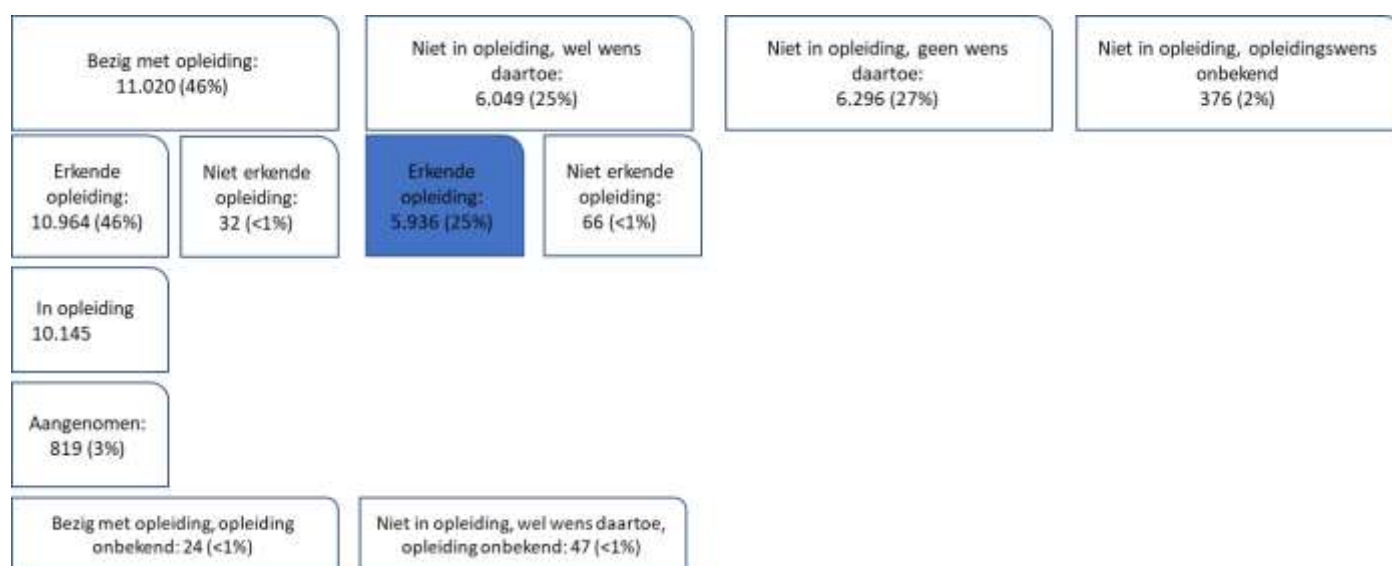 Bezig met opleiding:
11.020 (46%)
Niet in opleiding, wel wens
daartoe:
6.049 (25%)
Niet in opleiding, geen wens
daartoe:
6.296 (27%)
Niet in opleiding, opleidingswens
onbekend
376 (2%)
Erkende
opleiding:
10.964 (46%)
Niet erkende
opleiding:
32 (<1%)
Erkende
opleiding:
5.936 (25%)
Niet erkende
opleiding:
66 (<1%)
In opleiding
10.145
Aangenomen:
819 (3%)
Bezig met opleiding, opleiding
onbekend: 24 (<1%)
Niet in opleiding, wel wens daartoe,
opleiding onbekend: 47 (<1%)